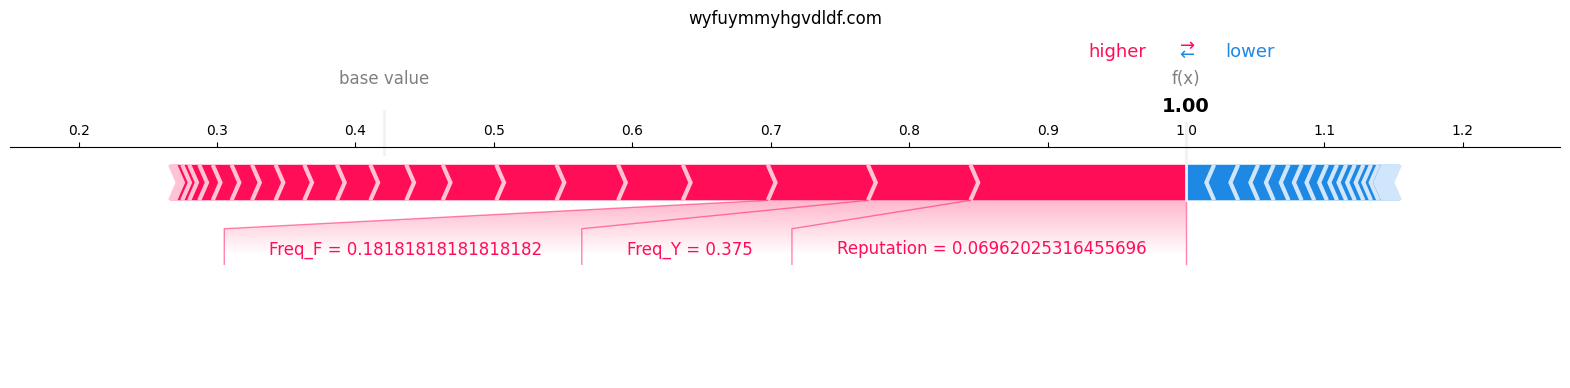 wyfuymmyhgvdldf.com
higher ⇄ lower
base value f(x)
1.00
0.2 0.3 0.4 0.5 0.6 0.7 0.8 0.9 1.0 1.1 1.2
Freq_F = 0.18181818181818182 Freq_Y = 0.375 Reputation = 0.06962025316455696